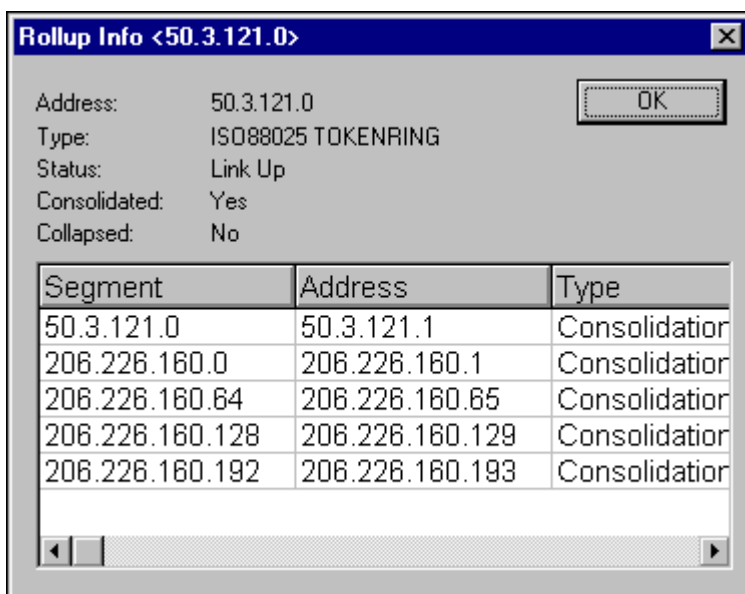 Rollup Info <50.3.121.0>
Address: 50.3.121.0 OK
Type: ISO88025 TOKENRING
Status: Link Up
Consolidated: Yes
Collapsed: No
Segment Address Type
50.3.121.0 50.3.121.1 Consolidation
206.226.160.0 206.226.160.1 Consolidation
206.226.160.64 206.226.160.65 Consolidation
206.226.160.128 206.226.160.129 Consolidation
206.226.160.192 206.226.160.193 Consolidation